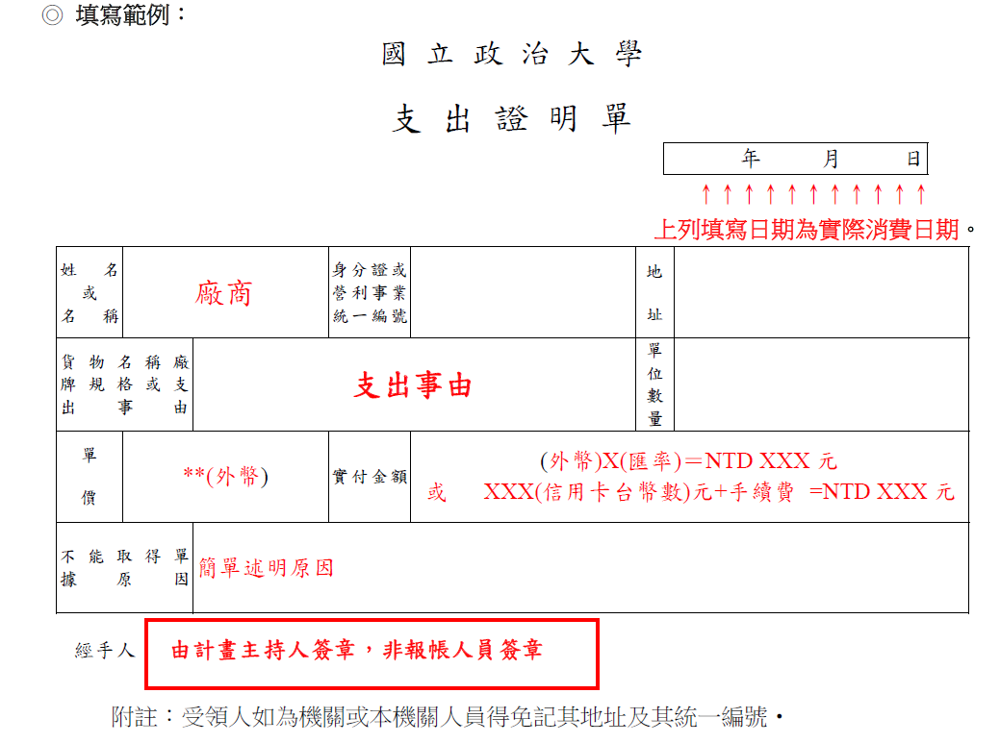 ◎ 填寫範例：
國立政治大學
支出證明單
年 月 日
↑↑↑↑↑↑↑↑↑↑↑
上列填寫日期為實際消費日期。
姓名
或
名稱
廠商
身分證或
營利事業
統一編號
地
址
貨物名稱廠
牌規格或支
出事由
支出事由
單
位
數
量
單
價
**(外幣)
實付金額
(外幣)X(匯率)＝NTD XXX 元
或 XXX(信用卡台幣數)元+手續費 =NTD XXX 元
不能取得單
據原因
簡單述明原因
經手人
由計畫主持人簽章，非報帳人員簽章
附註：受領人如為機關或本機關人員得免記其地址及其統一編號•